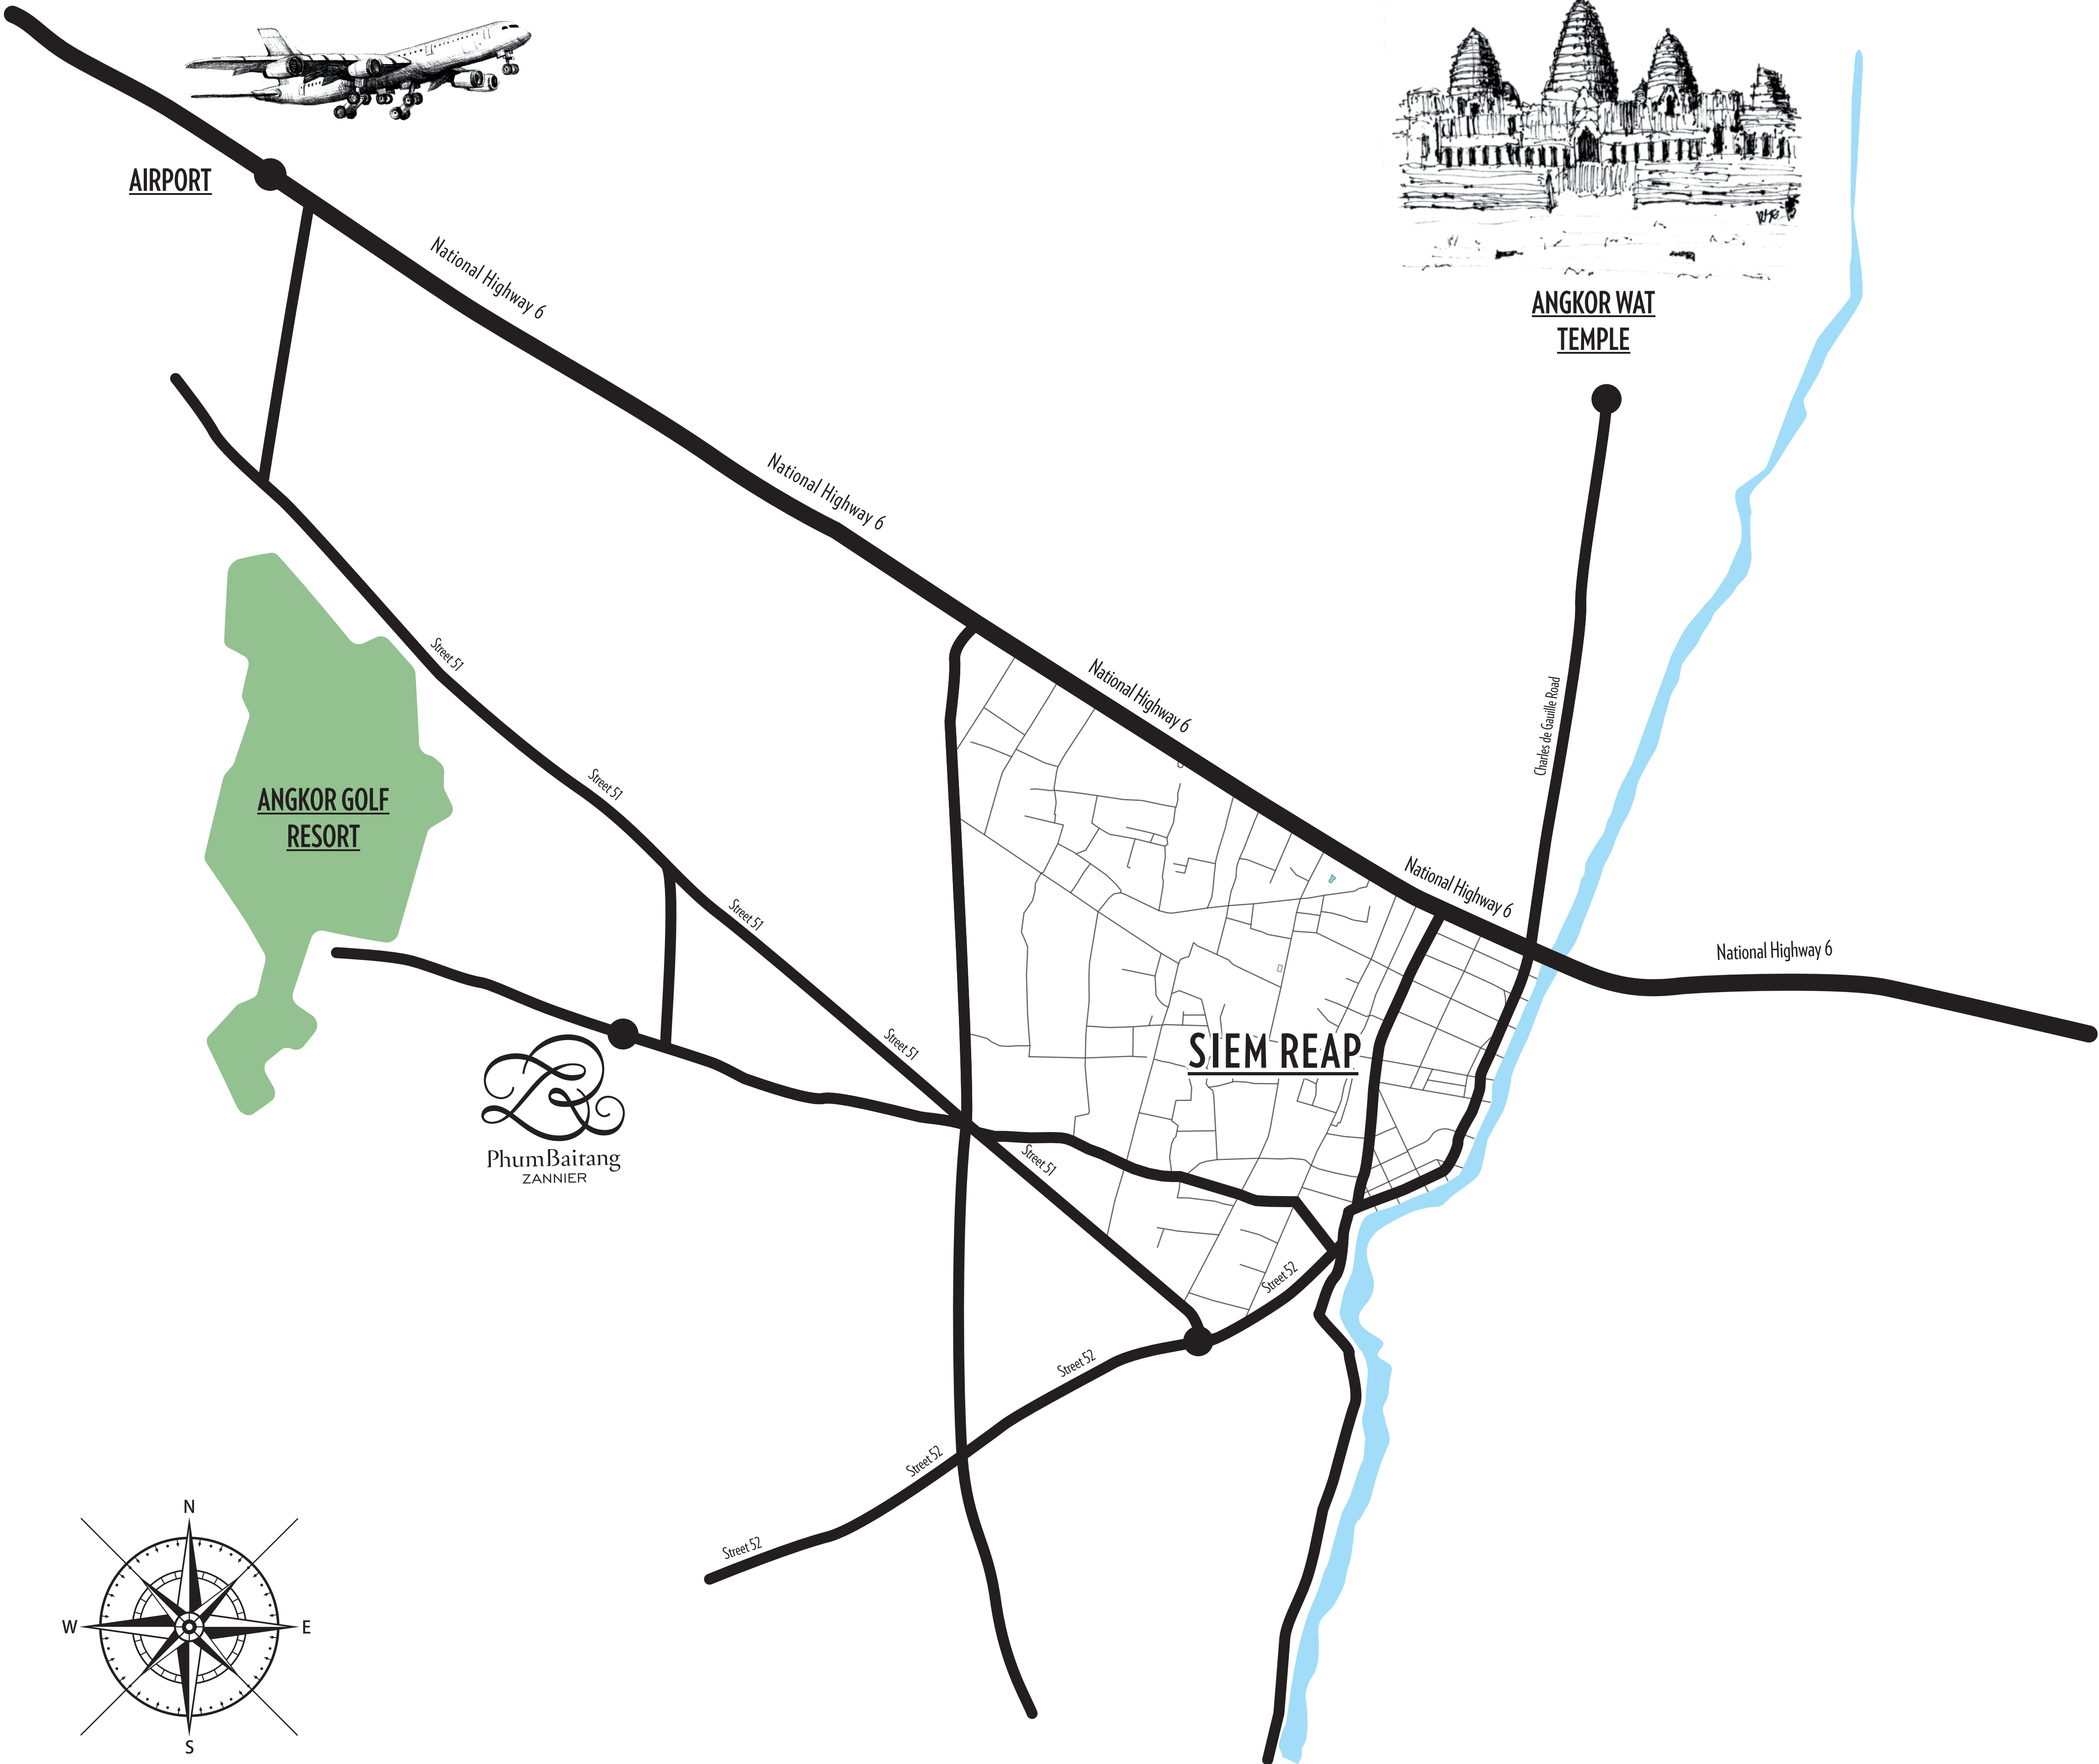 AIRPORT
National Highway 6
ANGKOR WAT
TEMPLE
National Highway 6
Street 51
National Highway 6
Charles de Gauille Road
Street 51
ANGKOR GOLF
RESORT
National Highway 6
Street 51
National Highway 6
Street 51
SIEM REAP
PhumBaitang
ZANNIER
Street 51
Street 52
Street 52
Street 52
Street 52
N
W
E
S